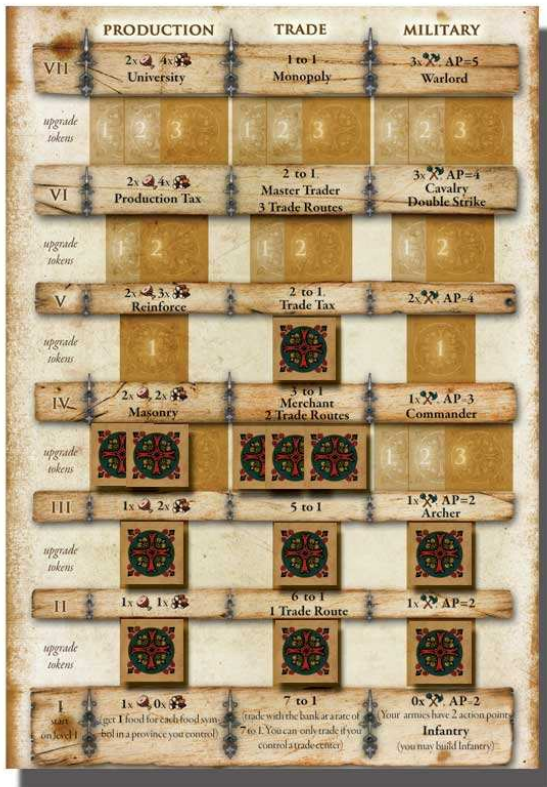 PRODUCTION TRADE MILITARY
VII
2x , 4x
University
1 to 1
Monopoly
3x . AP=5
Warlord
upgrade
tokens
1 2 3
1 2 3
1 2 3
VI
2x , 4x
Production Tax
2 to 1.
Master Trader
3 Trade Routes
3x . AP=4
Cavalry
Double Strike
upgrade
tokens
1 2
1 2
1 2
V
2x , 3x
Reinforce
2 to 1.
Trade Tax
2x . AP=4
upgrade
tokens
1
1
IV
2x , 2x
Masonry
3 to 1
Merchant
2 Trade Routes
1x . AP=3
Commander
upgrade
tokens
1 2 3
III
1x , 2x
5 to 1
1x . AP=2
Archer
upgrade
tokens
II
1x , 1x
6 to 1
1 Trade Route
1x . AP=2
upgrade
tokens
I
start
on level 1
1x , 0x
(get 1 food for each food sym-
bol in a province you control)
7 to 1
(trade with the bank at a rate of
7 to 1. You can only trade if you
control a trade center)
0x . AP=2
(Your armies have 2 action points
Infantry
(you may build Infantry)